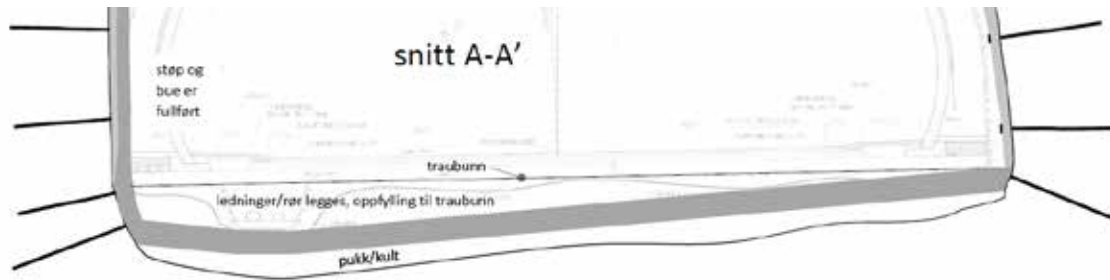 snitt A-A'
støp og
bue er
fullført
traubunn
ledninger/rør legges, oppfylling til traubunn
pukk/kult